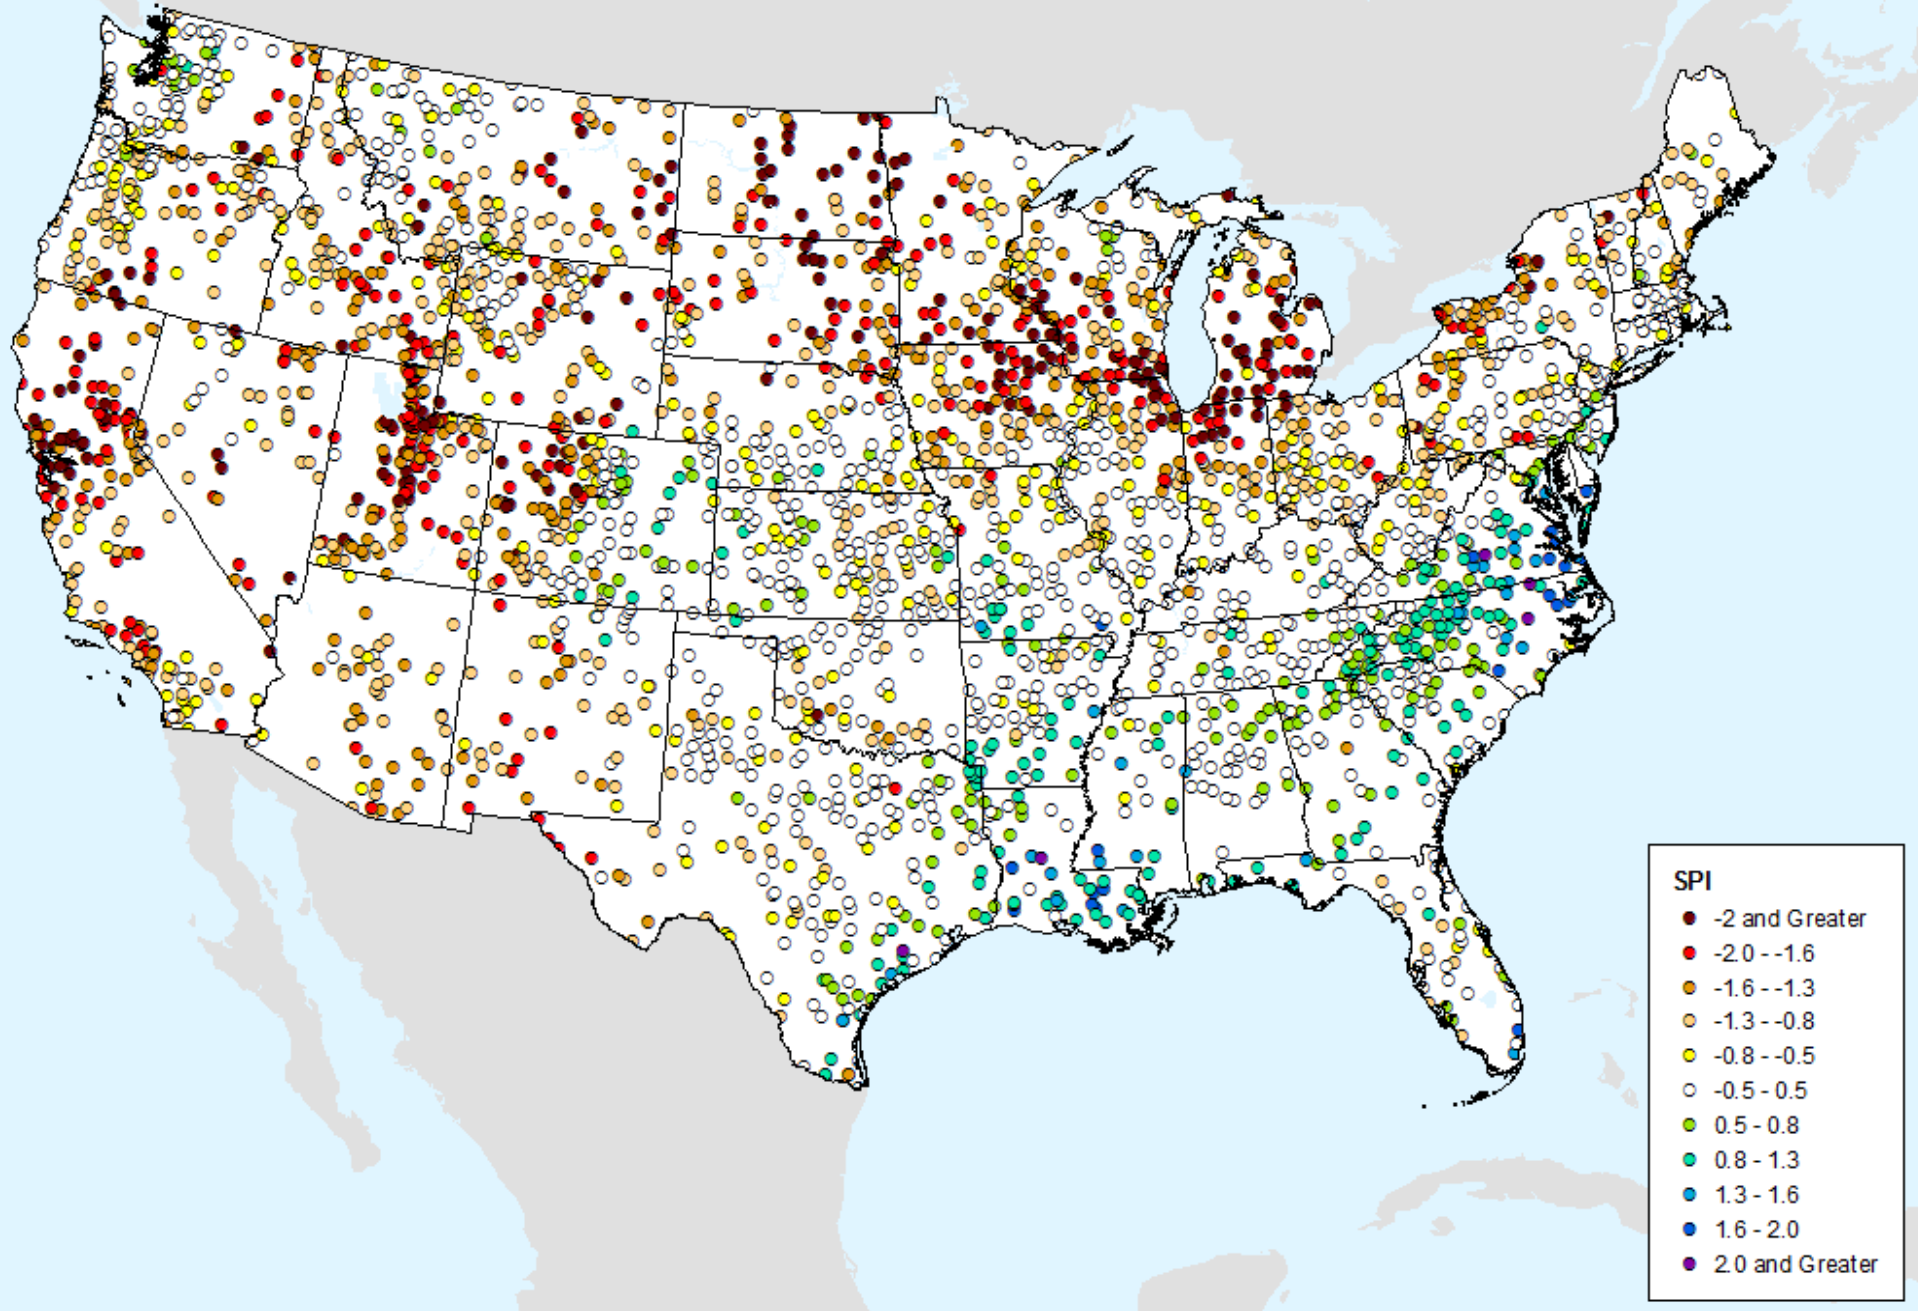 SPI
-2 and Greater
-2.0 - -1.6
-1.6 - -1.3
-1.3 - -0.8
-0.8 - -0.5
-0.5 - 0.5
0.5 - 0.8
0.8 - 1.3
1.3 - 1.6
1.6 - 2.0
2.0 and Greater